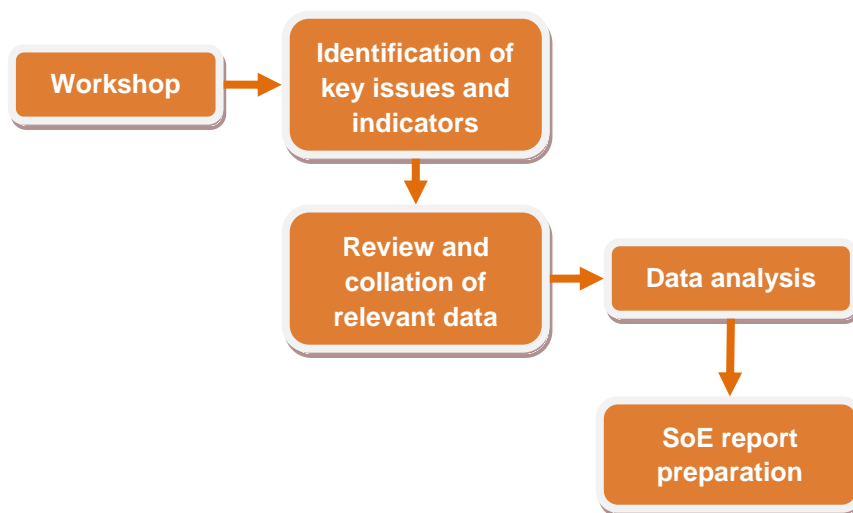 Workshop
Identification of
key issues and
indicators
Review and
collation of
relevant data
Data analysis
SoE report
preparation